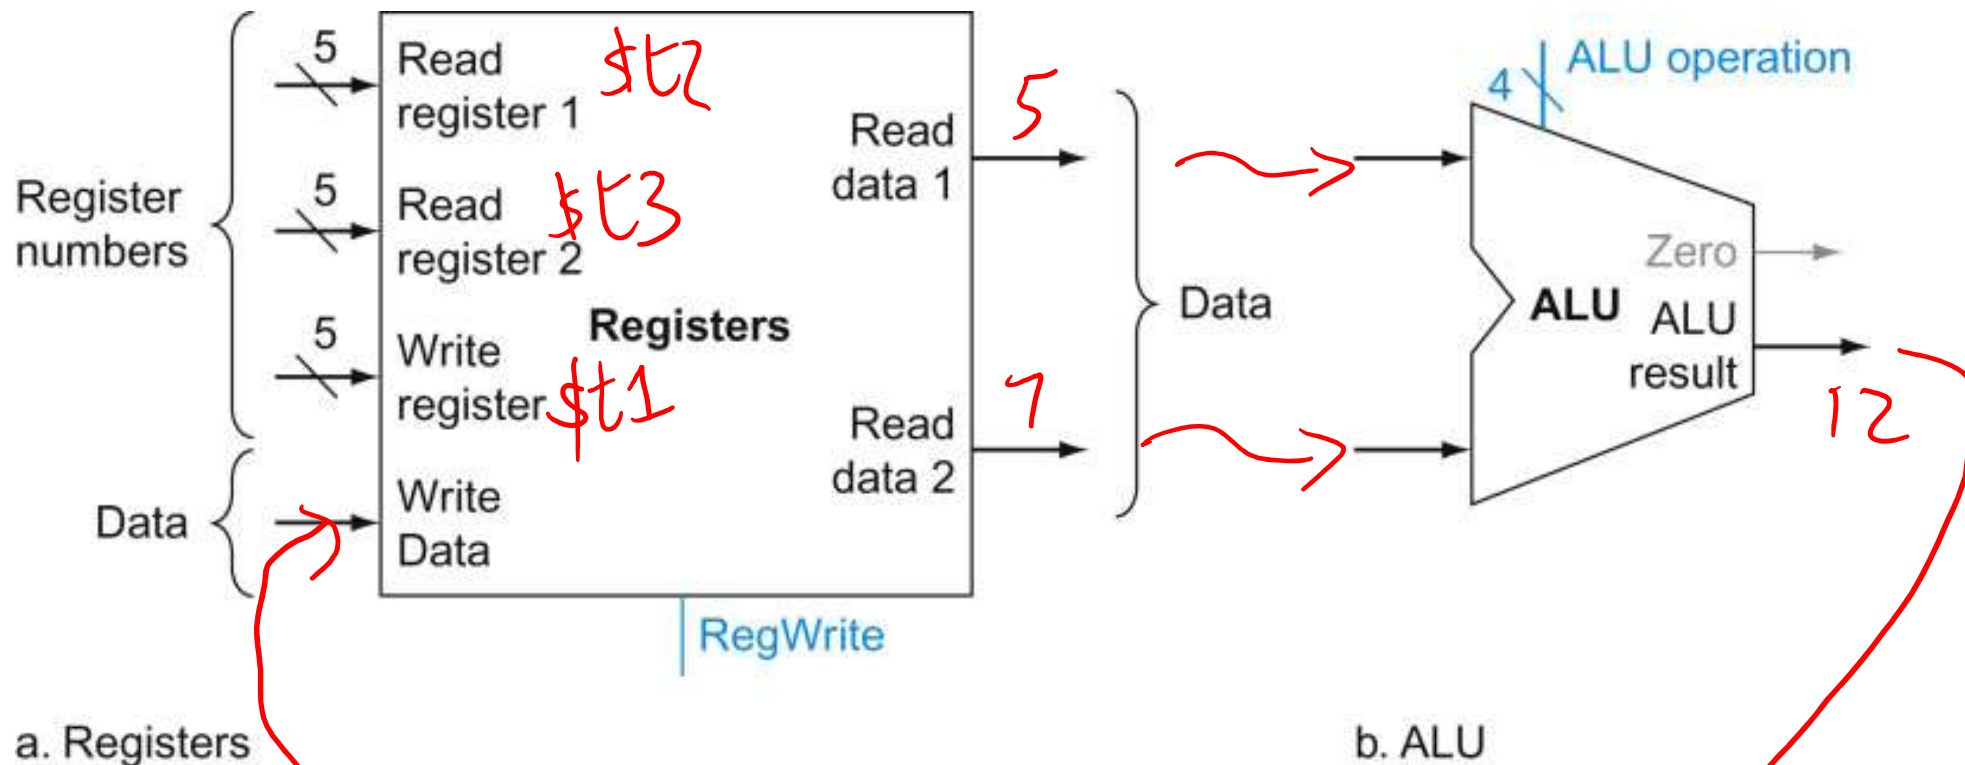 5
Read
register 1
$t2
5
Read
register 2
$t3
5
Write
register
$t1
Write
Data
Register
numbers
Data
Registers
Read
data 1
5
Read
data 2
7
Data
RegWrite
4
ALU operation
Zero
ALU
ALU
result
12
a. Registers
b. ALU